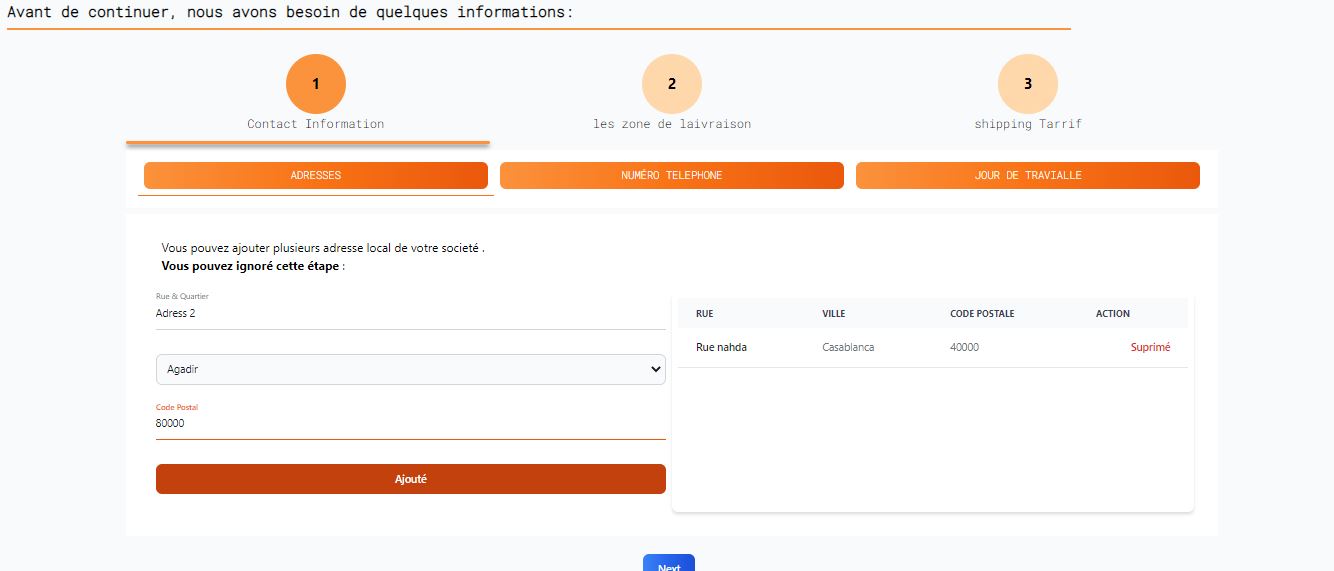 Avant de continuer, nous avons besoin de quelques informations:
1
2
3
Contact Information
les zone de laivraison
shipping Tarrif
ADRESSES
NUMÉRO TELEPHONE
JOUR DE TRAVIALLE
Vous pouvez ajouter plusieurs adresse local de votre societé .
Vous pouvez ignoré cette étape :
Rue & Quartier
Adress 2
Agadir
Code Postal
80000
Ajouté
RUE VILLE CODE POSTALE ACTION
Rue nahda Casablanca 40000 Suprimé
Next